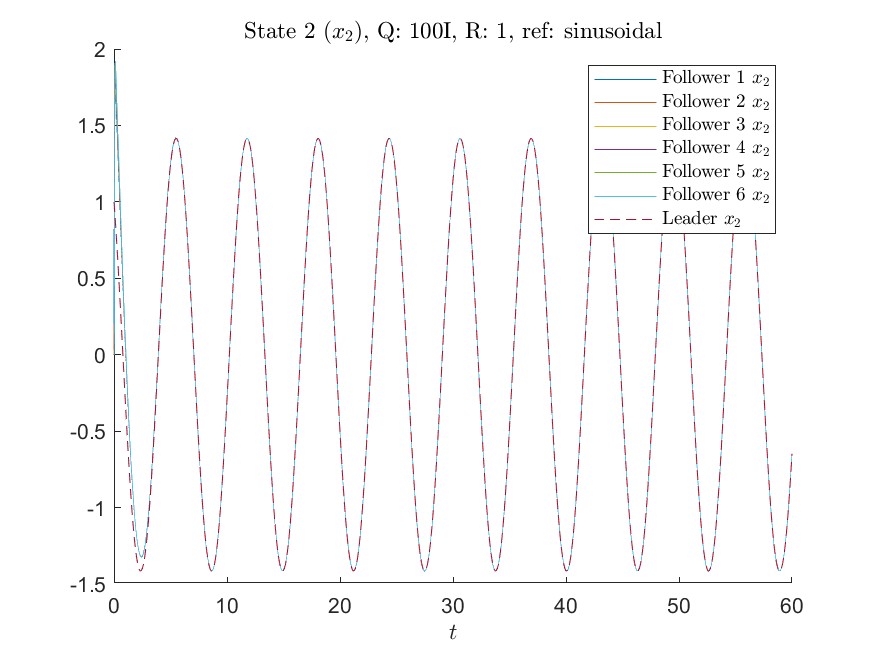 State 2 (x₂), Q: 100I, R: 1, ref: sinusoidal
2
1.5
1
0.5
0
-0.5
-1
-1.5
Follower 1 x₂
Follower 2 x₂
Follower 3 x₂
Follower 4 x₂
Follower 5 x₂
Follower 6 x₂
Leader x₂
0 10 20 30 40 50 60
t